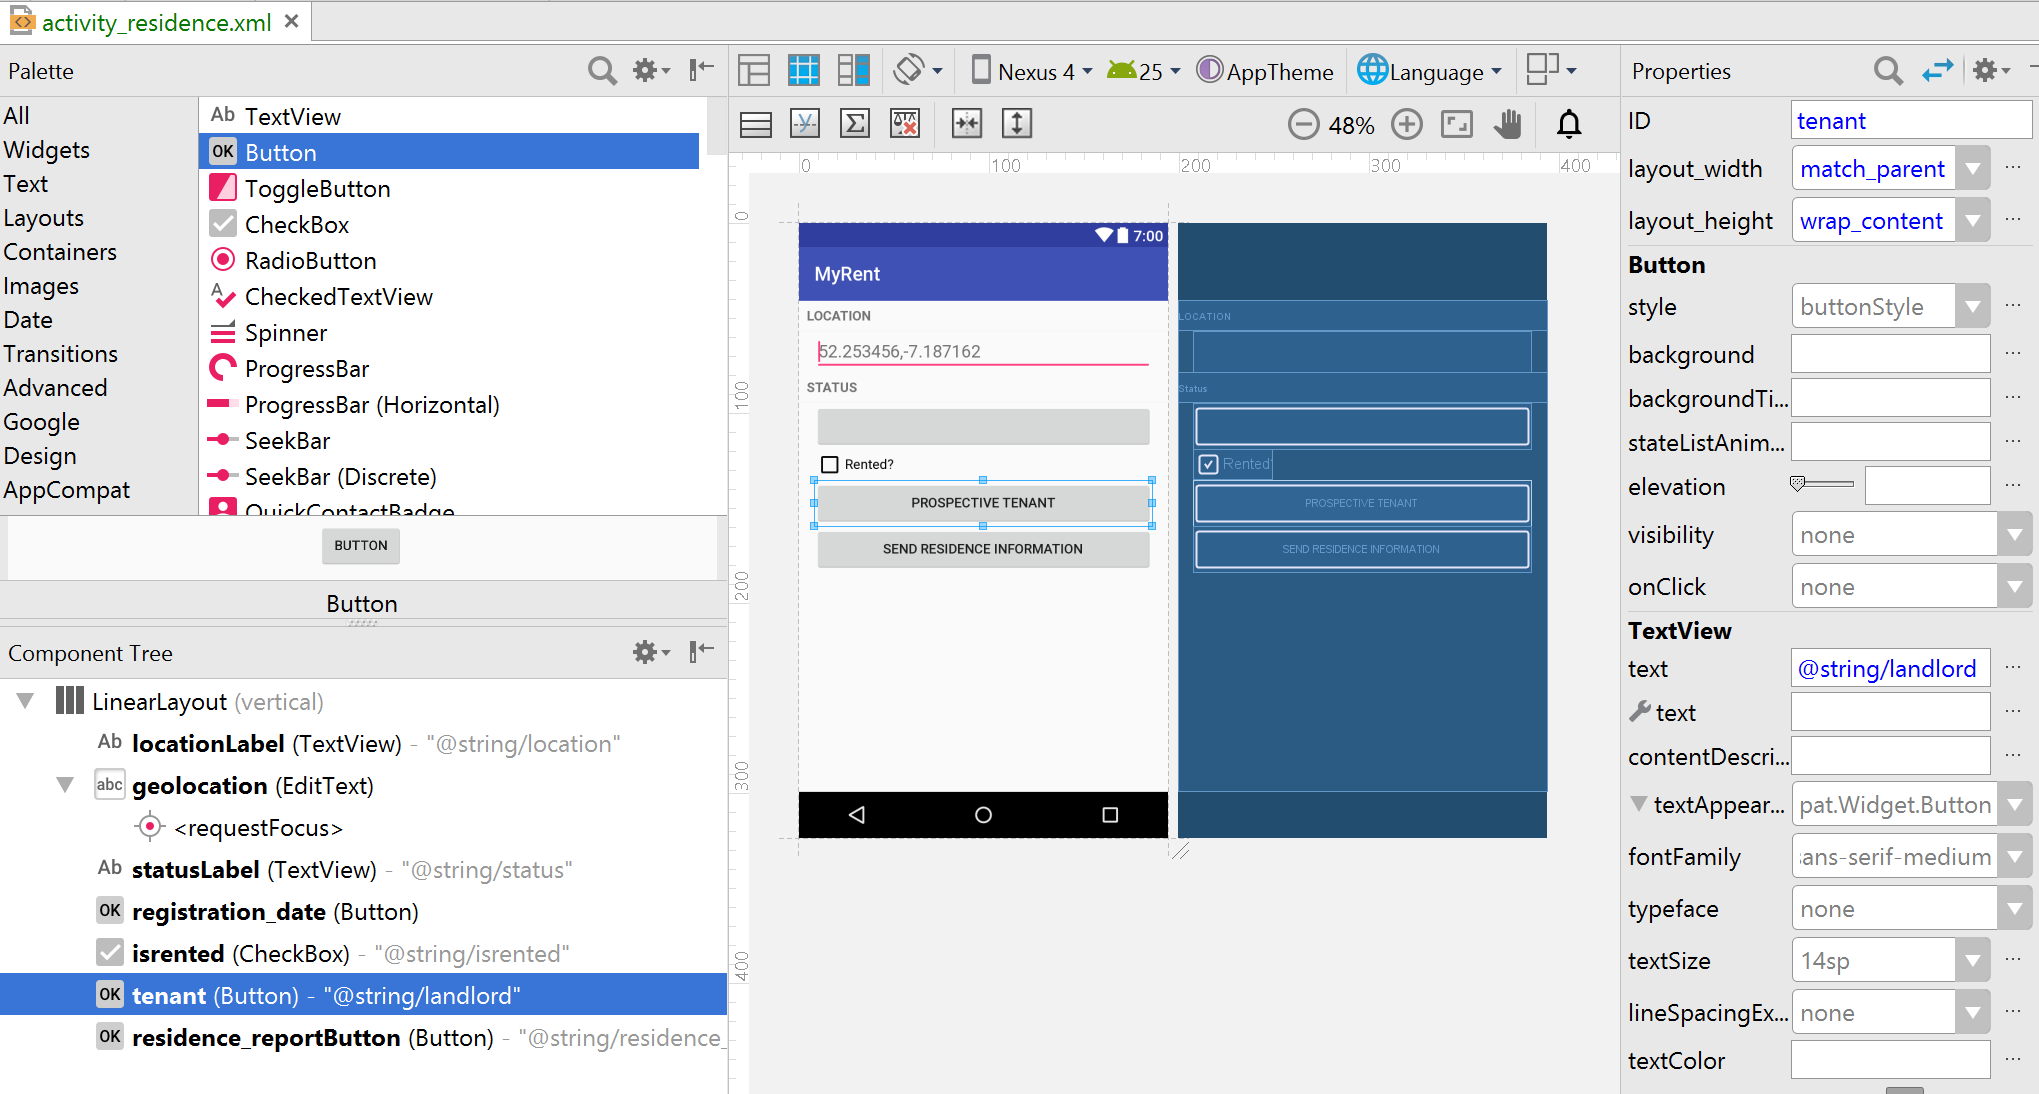 activity_residence.xml
Palette
All
Widgets
Text
Layouts
Containers
Images
Date
Transitions
Advanced
Google
Design
AppCompat
Ab TextView
OK Button
ToggleButton
CheckBox
RadioButton
CheckedTextView
Spinner
ProgressBar
ProgressBar (Horizontal)
SeekBar
SeekBar (Discrete)
QuickContactBadge
BUTTON
Button
Component Tree
LinearLayout (vertical)
Ab locationLabel (TextView) - "@string/location"
abc geolocation (EditText)
<requestFocus>
Ab statusLabel (TextView) - "@string/status"
OK registration_date (Button)
isrented (CheckBox) - "@string/isrented"
OK tenant (Button) - "@string/landlord"
OK residence_reportButton (Button) - "@string/residence_
Nexus 4 25 AppTheme Language
48%
0 100 200 300 400
0
100
200
300
400
7:00
MyRent
LOCATION
52.253456,-7.187162
STATUS
Rented?
PROSPECTIVE TENANT
SEND RESIDENCE INFORMATION
LOCATION
Status
Rented?
PROSPECTIVE TENANT
SEND RESIDENCE INFORMATION
Properties
ID tenant
layout_width match_parent ...
layout_height wrap_content ...
Button
style buttonStyle ...
background ...
backgroundTi... ...
stateListAnim... ...
elevation ...
visibility none
onClick none
TextView
text @string/landlord ...
text ...
contentDescri... ...
textAppear... pat.Widget.Button
fontFamily ans-serif-medium
typeface none
textSize 14sp ...
lineSpacingEx... none ...
textColor ...